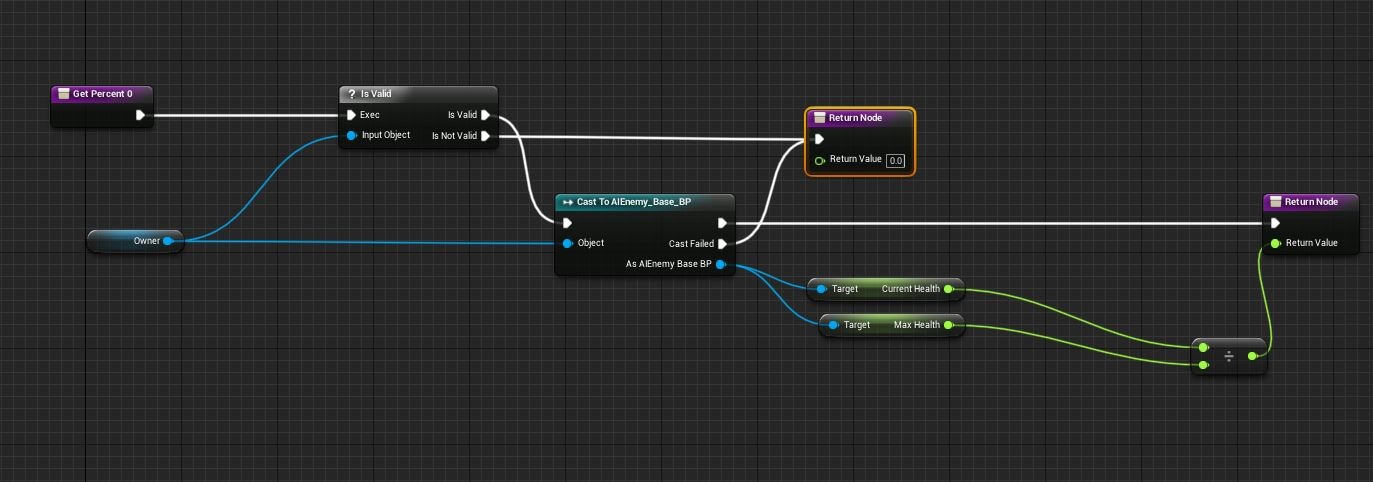 Get Percent 0
? Is Valid
Exec
Is Valid
Input Object
Is Not Valid
Return Node
Return Value 0.0
Owner
Cast To AIEnemy_Base_BP
Object
Cast Failed
As AIEnemy Base BP
Return Node
Return Value
Target Current Health
Target Max Health
÷